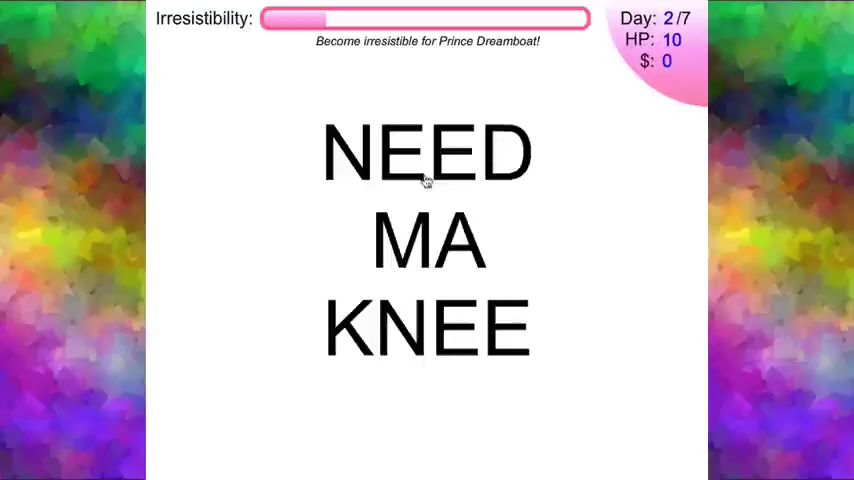 Irresistibility:
Become irresistible for Prince Dreamboat!
Day: 2/7
HP: 10
$: 0
NEED
MA
KNEE